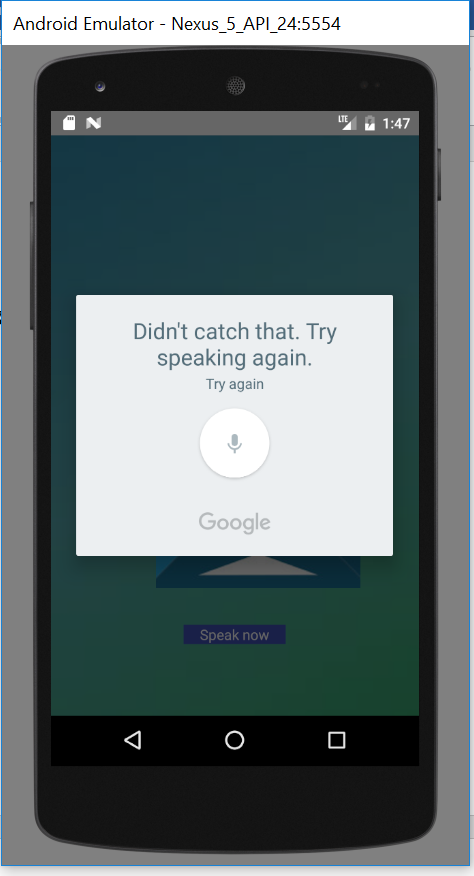 Android Emulator - Nexus_5_API_24:5554
LTE
1:47
Didn't catch that. Try
speaking again.
Try again
Google
Speak now